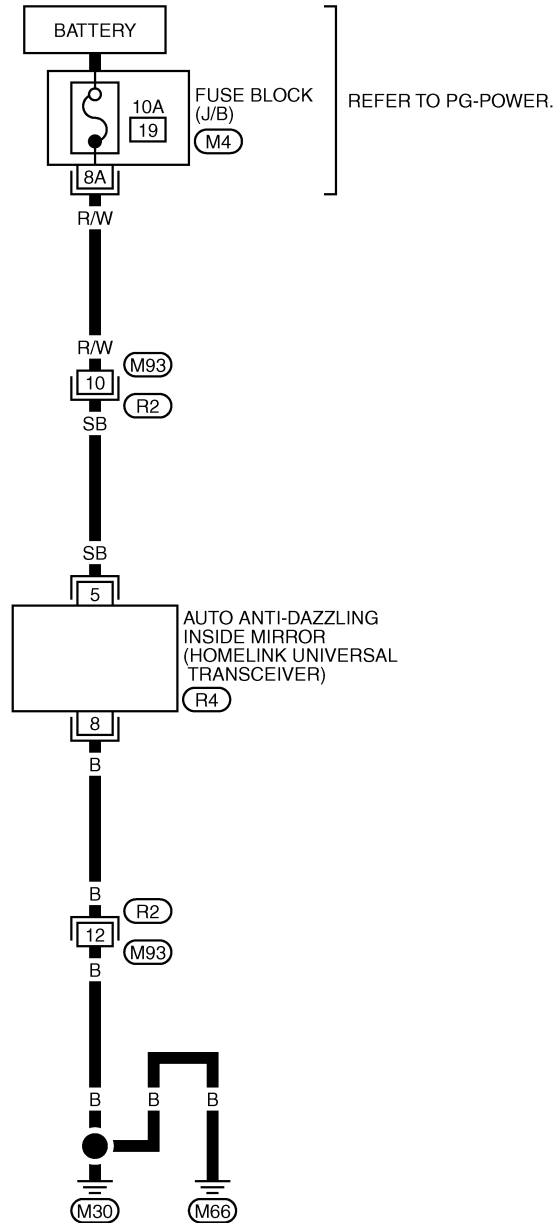 BATTERY
FUSE BLOCK
(J/B)
M4
10A
19
REFER TO PG-POWER.
8A
R/W
R/W
M93
10
R2
SB
SB
5
AUTO ANTI-DAZZLING
INSIDE MIRROR
(HOMELINK UNIVERSAL
TRANSCEIVER)
R4
8
B
B
R2
12
M93
B
B B B
M30 M66